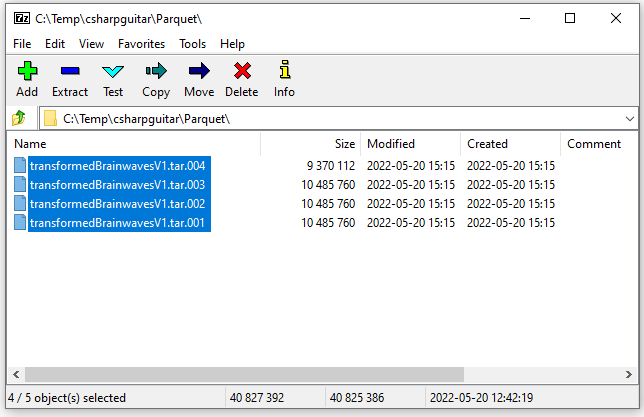 7z C:\Temp\csharpguitar\Parquet\
File Edit View Favorites Tools Help
Add Extract Test Copy Move Delete Info
C:\Temp\csharpguitar\Parquet\
Name Size Modified Created Comment
transformedBrainwavesV1.tar.004 9 370 112 2022-05-20 15:15 2022-05-20 15:15
transformedBrainwavesV1.tar.003 10 485 760 2022-05-20 15:15 2022-05-20 15:15
transformedBrainwavesV1.tar.002 10 485 760 2022-05-20 15:15 2022-05-20 15:15
transformedBrainwavesV1.tar.001 10 485 760 2022-05-20 15:15 2022-05-20 15:15
4 / 5 object(s) selected 40 827 392 40 825 386 2022-05-20 12:42:19